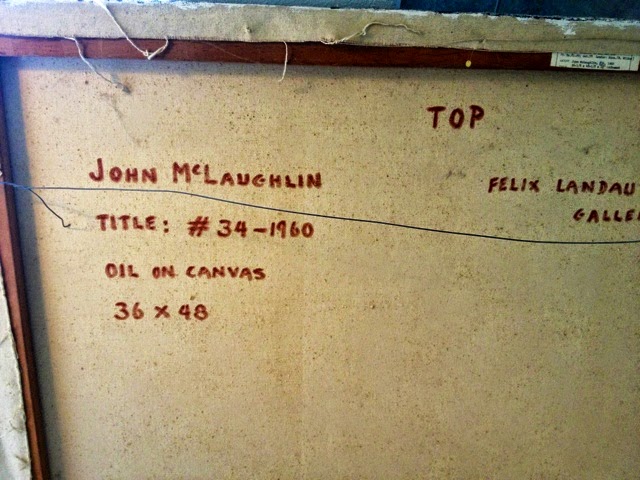 TOP
JOHN McLAUGHLIN
FELIX LANDAU
GALLE
TITLE: # 34-1960
OIL ON CANVAS
36 x 48